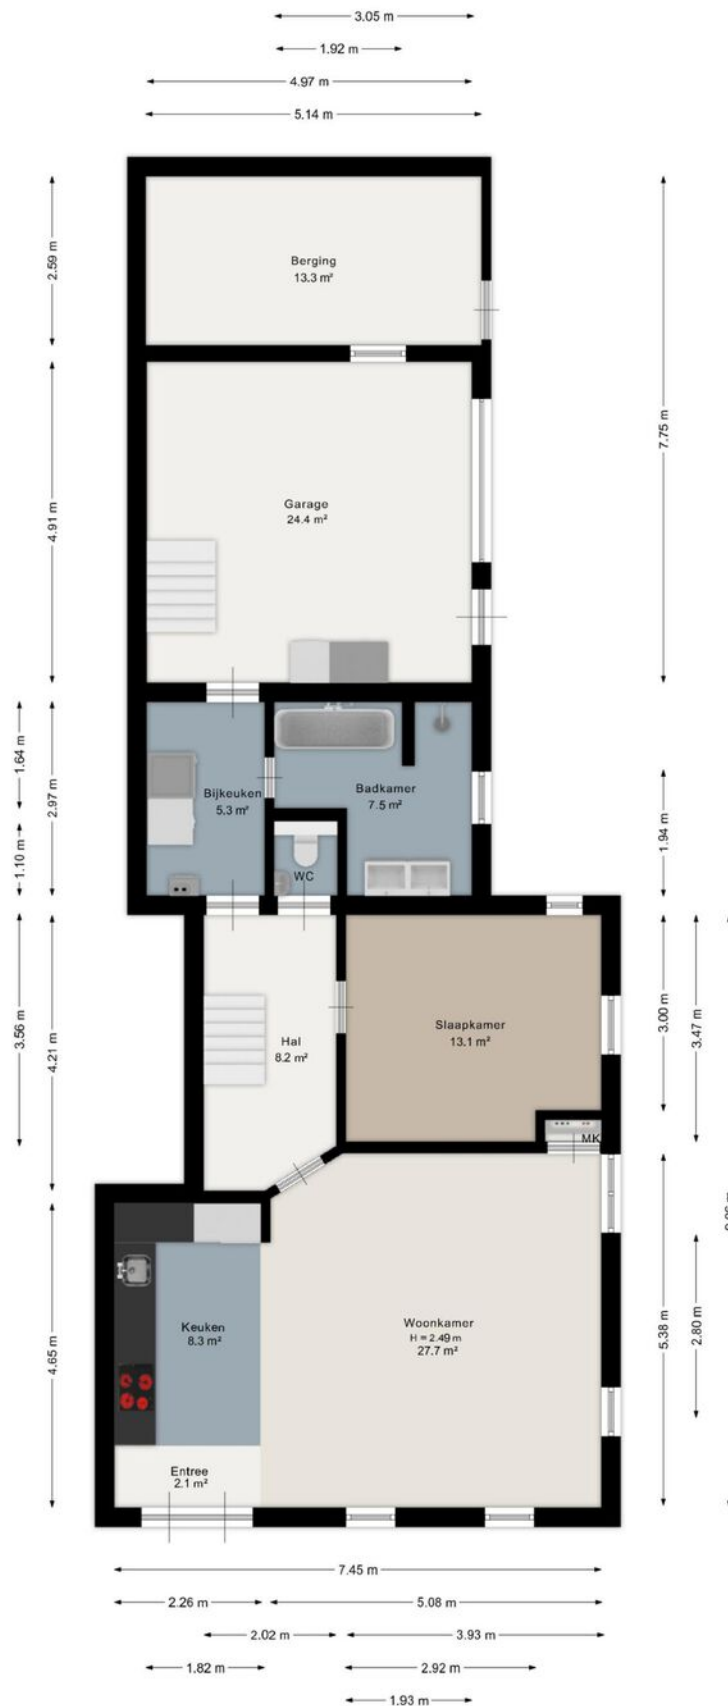 3.05 m
1.92 m
4.97 m
5.14 m
2.59 m
Berging
13.3 m²
7.75 m
4.91 m
Garage
24.4 m²
1.64 m
2.97 m
Bijkeuken
5.3 m²
Badkamer
7.5 m²
1.10 m
1.94 m
WC
3.56 m
4.21 m
Hal
8.2 m²
Slaapkamer
13.1 m²
3.00 m
3.47 m
MK
4.65 m
Keuken
8.3 m²
Woonkamer
H = 2.49 m
27.7 m²
5.38 m
2.80 m
Entree
2.1 m²
7.45 m
2.26 m
5.08 m
2.02 m
3.93 m
1.82 m
2.92 m
1.93 m